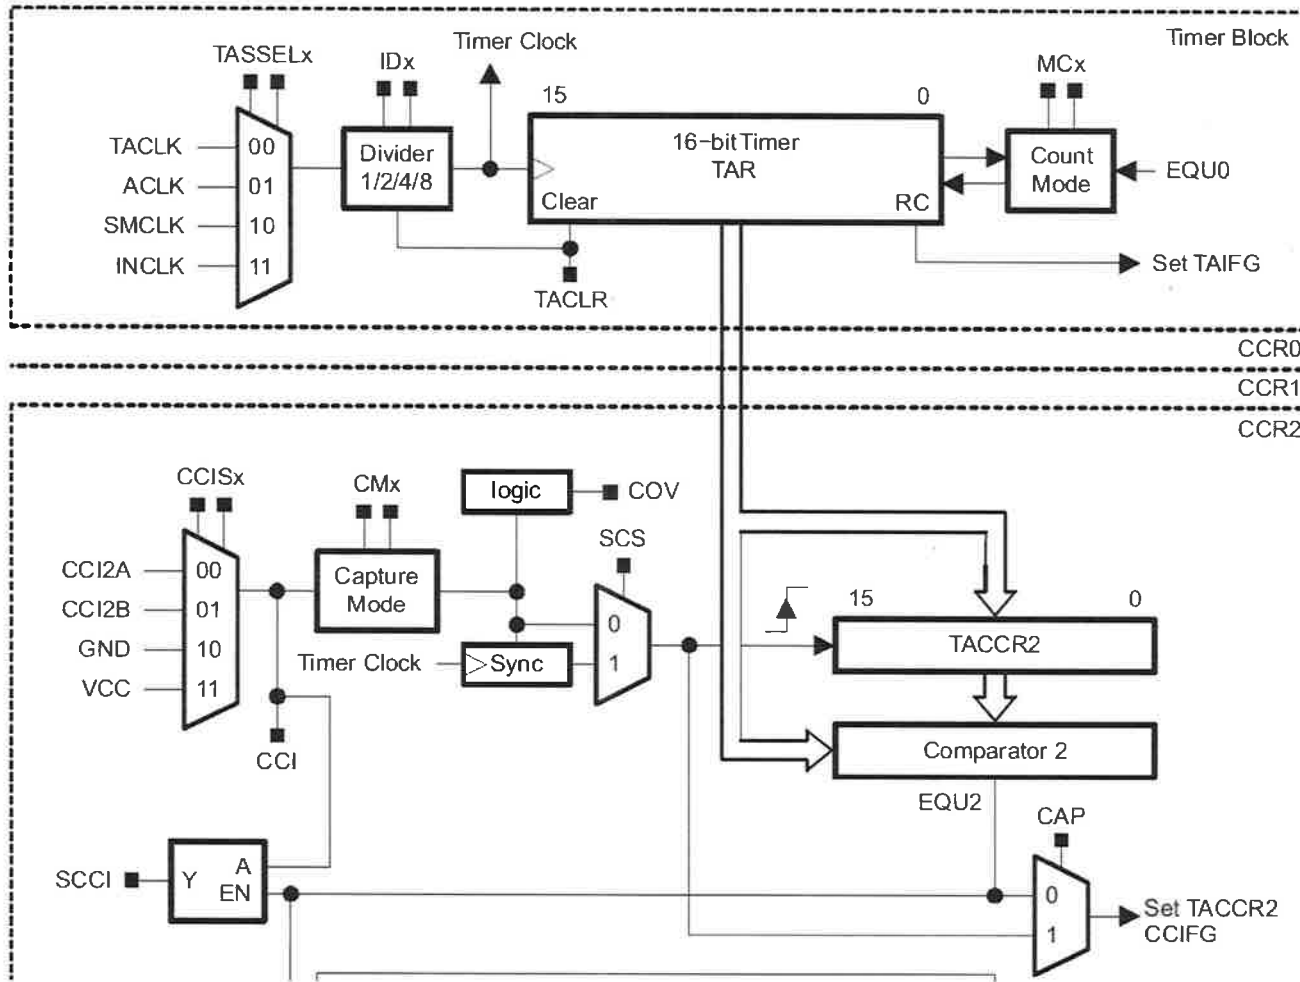 Timer Clock
Timer Block
TASSELx
IDx
MCx
15
0
TACLK
00
Divider
1/2/4/8
16−bit Timer
TAR
Count
Mode
EQU0
ACLK
01
SMCLK
10
Clear
RC
INCLK
11
Set TAIFG
TACLR
CCR0
CCR1
CCR2
CCISx
CMx
logic
COV
SCS
CCI2A
00
Capture
Mode
15
0
CCI2B
01
0
GND
10
Timer Clock
Sync
1
TACCR2
VCC
11
CCI
Comparator 2
EQU2
CAP
SCCI
Y
A
EN
0
Set TACCR2
CCIFG
1